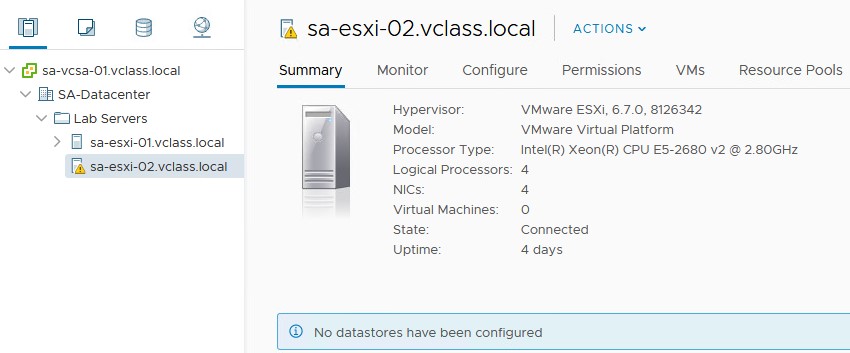 sa-vcsa-01.vclass.local
SA-Datacenter
Lab Servers
sa-esxi-01.vclass.local
sa-esxi-02.vclass.local
sa-esxi-02.vclass.local ACTIONS
Summary Monitor Configure Permissions VMs Resource Pools
Hypervisor: VMware ESXi, 6.7.0, 8126342
Model: VMware Virtual Platform
Processor Type: Intel(R) Xeon(R) CPU E5-2680 v2 @ 2.80GHz
Logical Processors: 4
NICs: 4
Virtual Machines: 0
State: Connected
Uptime: 4 days
No datastores have been configured